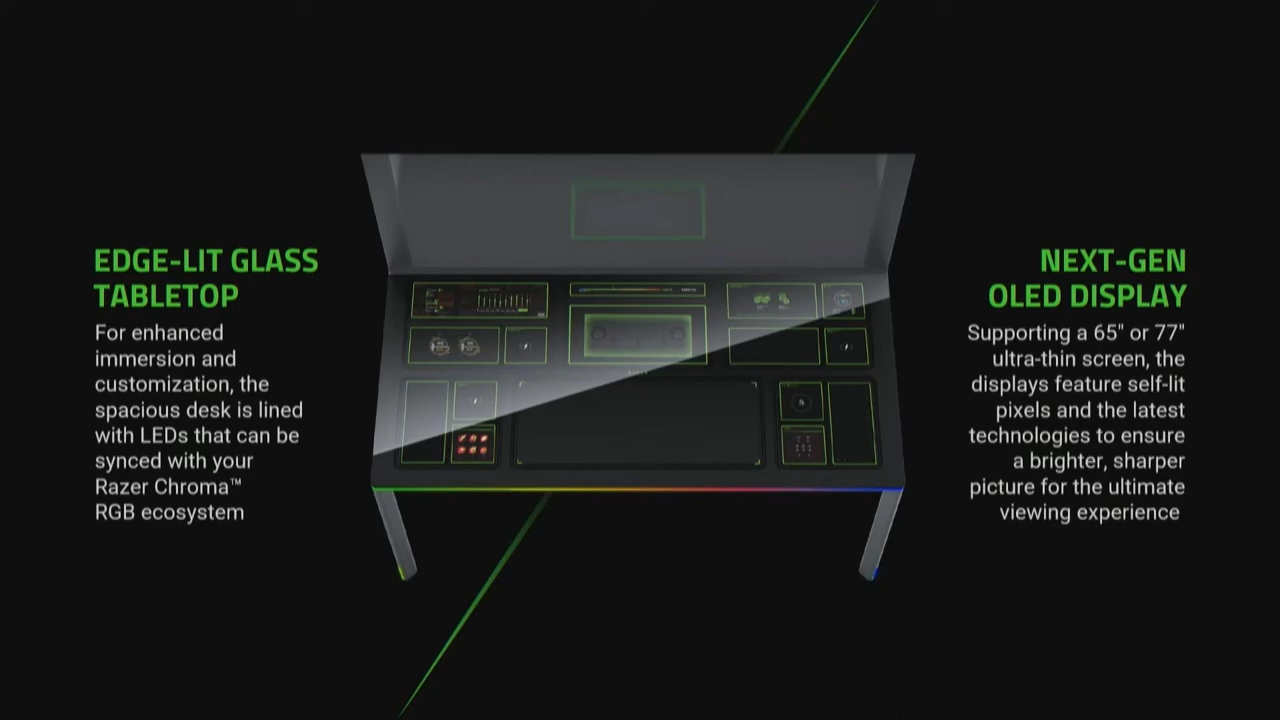 EDGE-LIT GLASS
TABLETOP
For enhanced
immersion and
customization, the
spacious desk is lined
with LEDs that can be
synced with your
Razer Chroma™
RGB ecosystem
NEXT-GEN
OLED DISPLAY
Supporting a 65" or 77"
ultra-thin screen, the
displays feature self-lit
pixels and the latest
technologies to ensure
a brighter, sharper
picture for the ultimate
viewing experience